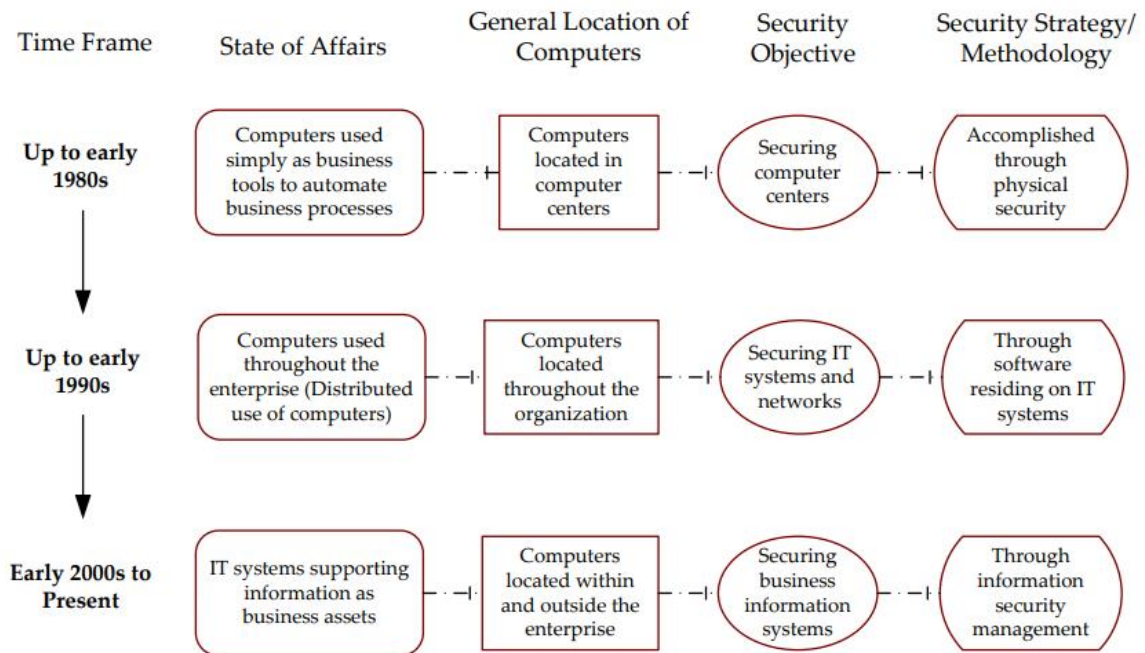 Time Frame
State of Affairs
General Location of
Computers
Security
Objective
Security Strategy/
Methodology
Up to early
1980s
Computers used
simply as business
tools to automate
business processes
Computers
located in
computer
centers
Securing
computer
centers
Accomplished
through
physical
security
Up to early
1990s
Computers used
throughout the
enterprise (Distributed
use of computers)
Computers
located
throughout the
organization
Securing IT
systems and
networks
Through
software
residing on IT
systems
Early 2000s to
Present
IT systems supporting
information as
business assets
Computers
located within
and outside the
enterprise
Securing
business
information
systems
Through
information
security
management